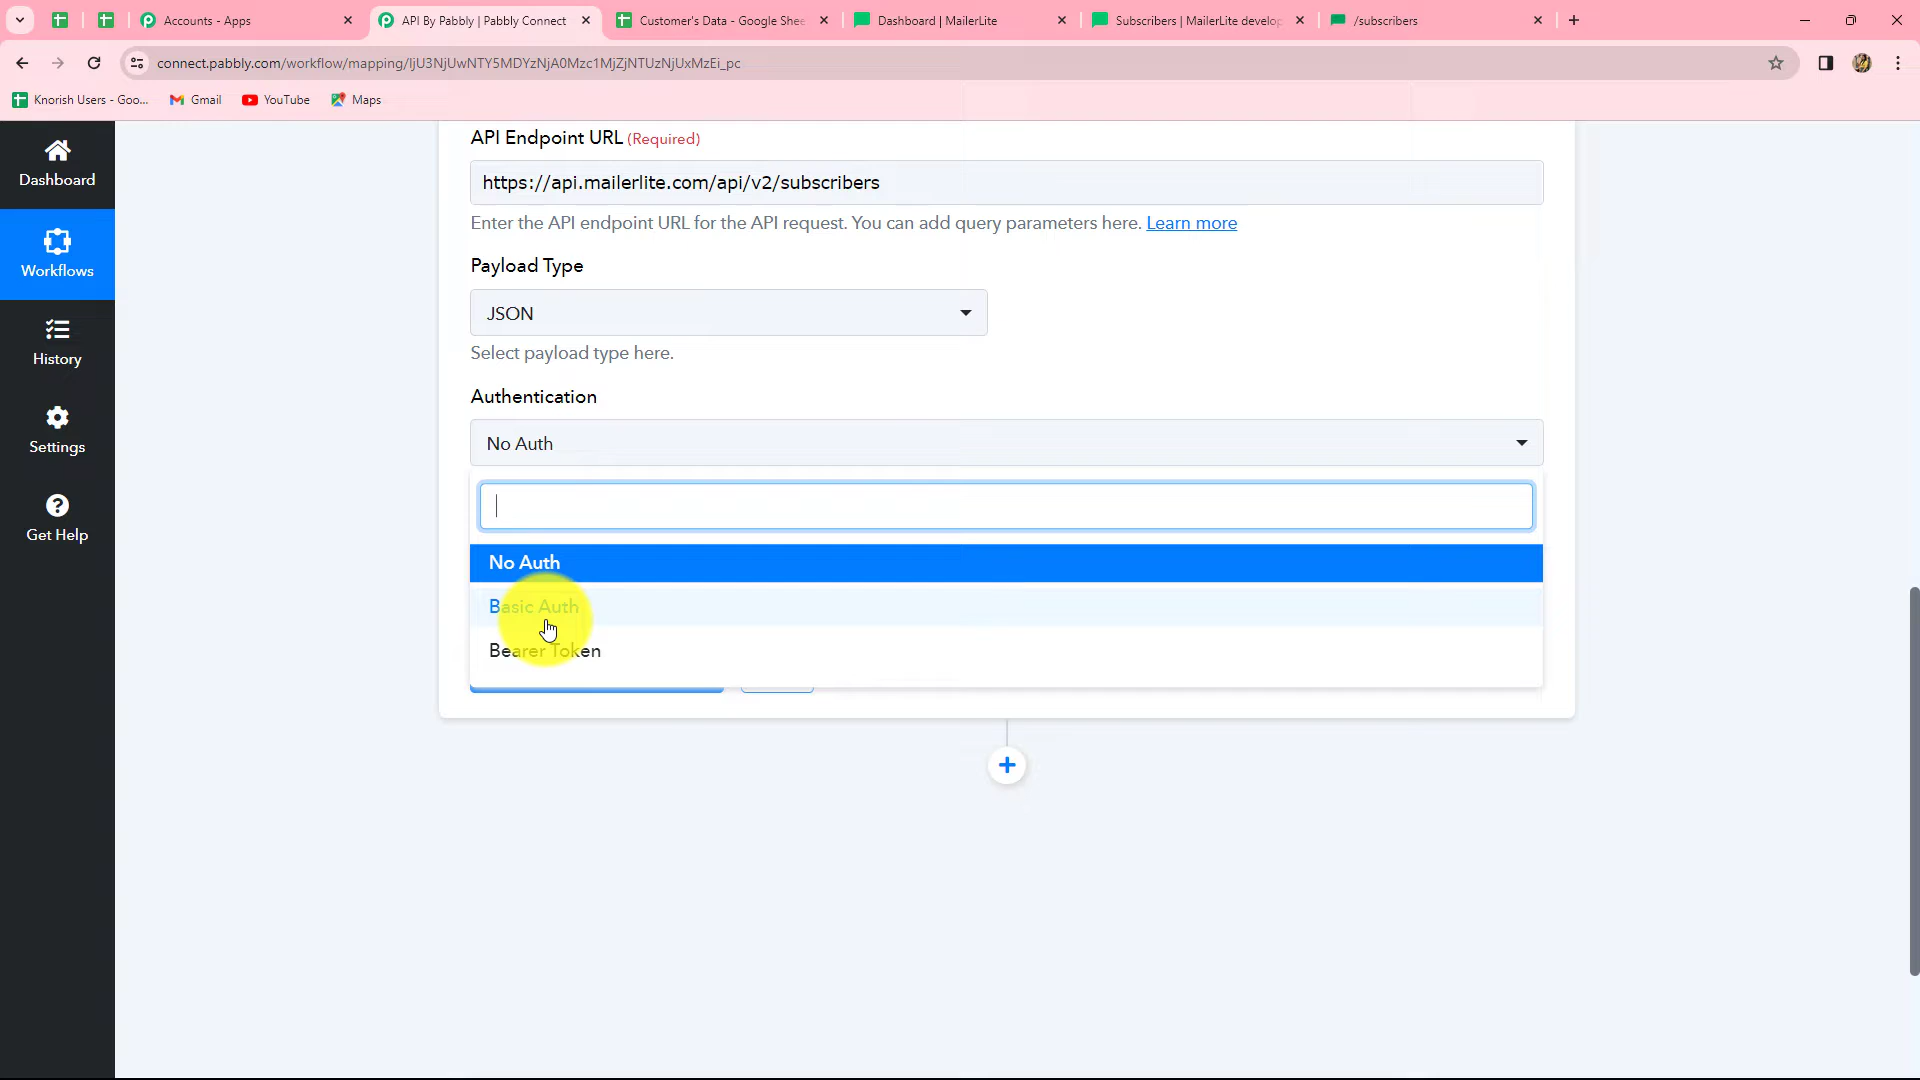 Accounts - Apps
API By Pabbly | Pabbly Connect
Customer's Data - Google Shee
Dashboard | MailerLite
Subscribers | MailerLite develop
/subscribers
connect.pabbly.com/workflow/mapping/IjU3NjUwNTY5MDYzNjA0Mzc1MjZjNTUzNjUxMzEi_pc
Knorish Users - Goo...
Gmail
YouTube
Maps
Dashboard
Workflows
History
Settings
Get Help
API Endpoint URL (Required)
https://api.mailerlite.com/api/v2/subscribers
Enter the API endpoint URL for the API request. You can add query parameters here. Learn more
Payload Type
JSON
Select payload type here.
Authentication
No Auth
No Auth
Basic Auth
Bearer Token